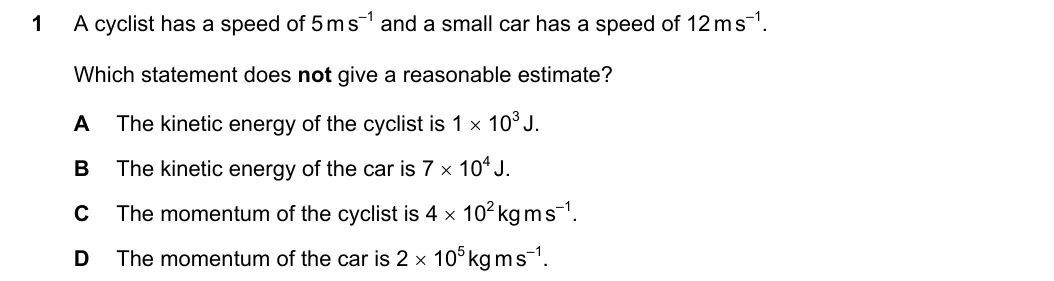 1 A cyclist has a speed of 5 m s⁻¹ and a small car has a speed of 12 m s⁻¹.
Which statement does not give a reasonable estimate?
A The kinetic energy of the cyclist is 1 × 10³ J.
B The kinetic energy of the car is 7 × 10⁴ J.
C The momentum of the cyclist is 4 × 10² kg m s⁻¹.
D The momentum of the car is 2 × 10⁵ kg m s⁻¹.